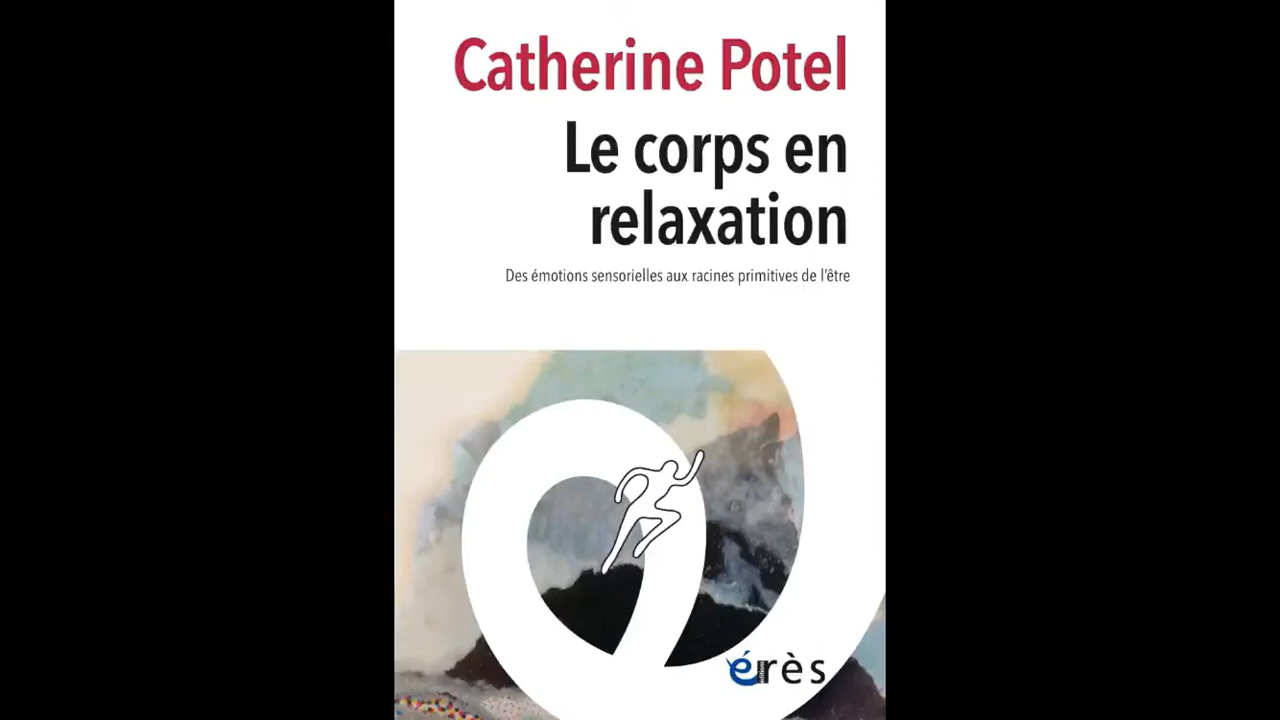 Catherine Potel
Le corps en
relaxation
Des émotions sensorielles aux racines primitives de l'être
érès